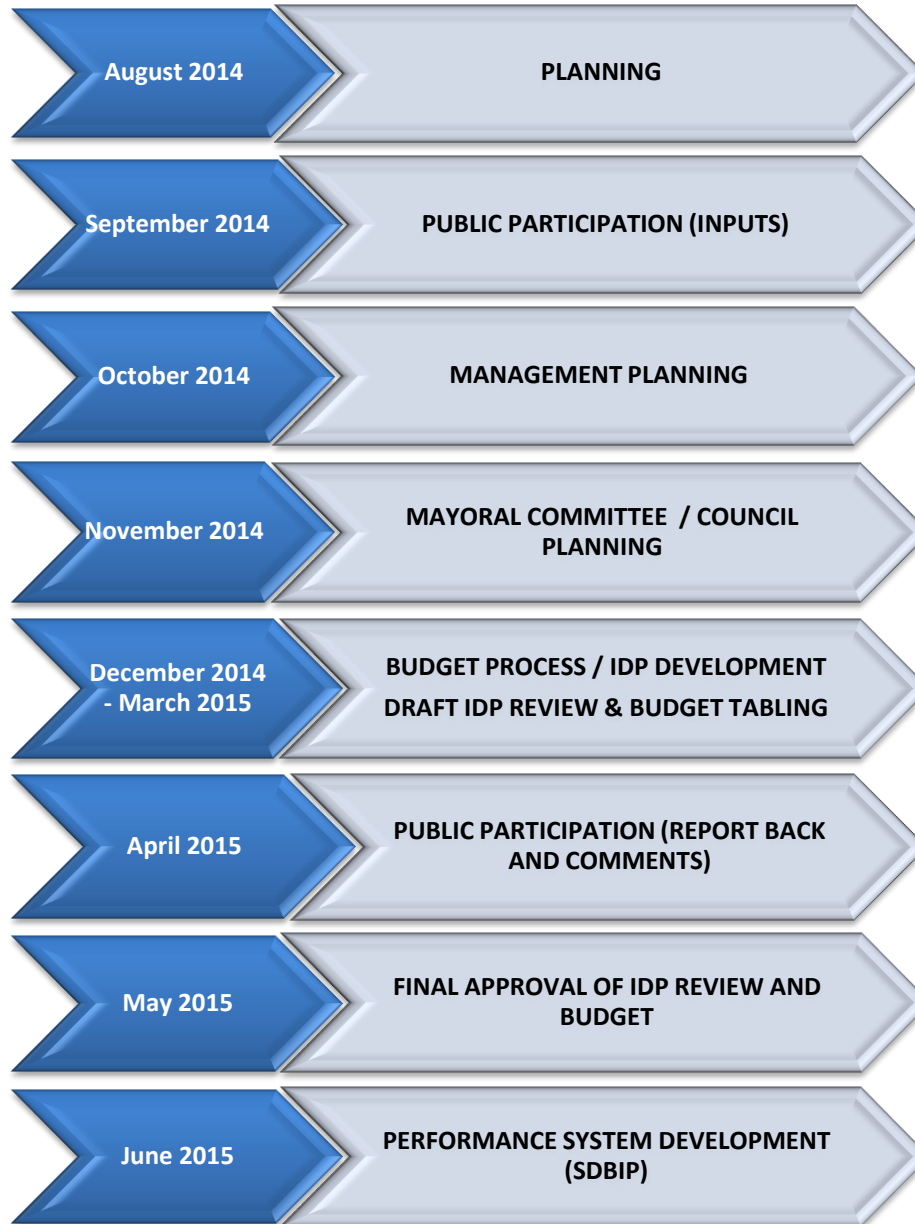 August 2014
PLANNING
September 2014
PUBLIC PARTICIPATION (INPUTS)
October 2014
MANAGEMENT PLANNING
November 2014
MAYORAL COMMITTEE / COUNCIL
PLANNING
December 2014
- March 2015
BUDGET PROCESS / IDP DEVELOPMENT
DRAFT IDP REVIEW & BUDGET TABLING
April 2015
PUBLIC PARTICIPATION (REPORT BACK
AND COMMENTS)
May 2015
FINAL APPROVAL OF IDP REVIEW AND
BUDGET
June 2015
PERFORMANCE SYSTEM DEVELOPMENT
(SDBIP)